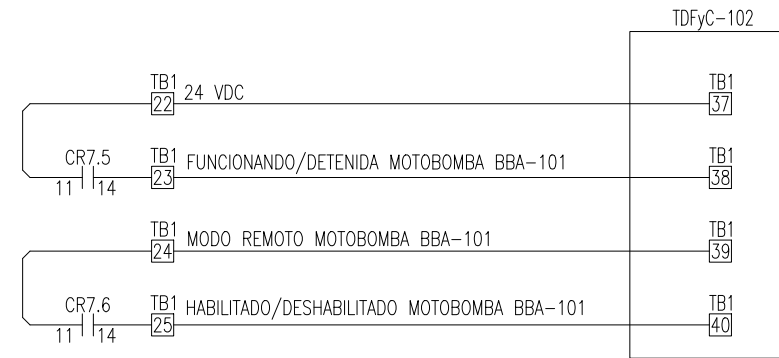 TDFyC-102
TB1 TB1
22 24 VDC 37
CR7.5 TB1 FUNCIONANDO/DETENIDA MOTOBOMBA BBA-101 TB1
11 14 23 38
TB1 MODO REMOTO MOTOBOMBA BBA-101 TB1
24 39
CR7.6 TB1 HABILITADO/DESHABILITADO MOTOBOMBA BBA-101 TB1
11 14 25 40